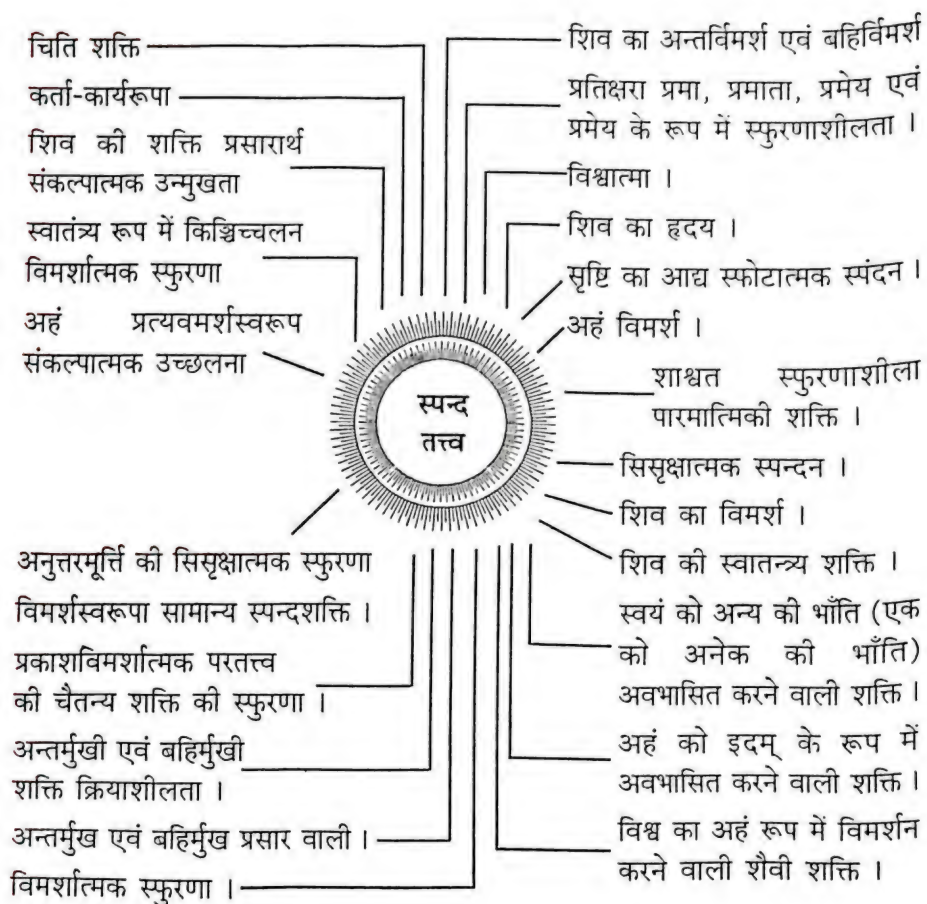 चिति शक्ति
कर्ता-कार्यरूपा
शिव की शक्ति प्रसारार्थ
संकल्पात्मक उन्मुखता
स्वातंत्र्य रूप में किञ्चिच्चलन
विमर्शात्मक स्फुरणा
अहं प्रत्यवमर्शस्वरूप
संकल्पात्मक उच्छलना
शिव का अन्तर्विमर्श एवं बहिर्विमर्श
प्रतिक्षरा प्रमा, प्रमाता, प्रमेय एवं
प्रमेय के रूप में स्फुरणाशीलता ।
विश्वात्मा ।
शिव का हृदय ।
सृष्टि का आद्य स्फोटात्मक स्पंदन ।
अहं विमर्श ।
शाश्वत स्फुरणाशीला
पारमात्मिकी शक्ति ।
सिसृक्षात्मक स्पन्दन ।
शिव का विमर्श ।
शिव की स्वातन्त्र्य शक्ति ।
स्वयं को अन्य की भाँति (एक
को अनेक की भाँति)
अवभासित करने वाली शक्ति ।
अहं को इदम् के रूप में
अवभासित करने वाली शक्ति ।
विश्व का अहं रूप में विमर्शन
करने वाली शैवी शक्ति ।
स्पन्द
तत्त्व
अनुत्तरमूर्त्ति की सिसृक्षात्मक स्फुरणा
विमर्शस्वरूपा सामान्य स्पन्दशक्ति ।
प्रकाशविमर्शात्मक परतत्त्व
की चैतन्य शक्ति की स्फुरणा ।
अन्तर्मुखी एवं बहिर्मुखी
शक्ति क्रियाशीलता ।
अन्तर्मुख एवं बहिर्मुख प्रसार वाली ।
विमर्शात्मक स्फुरणा ।